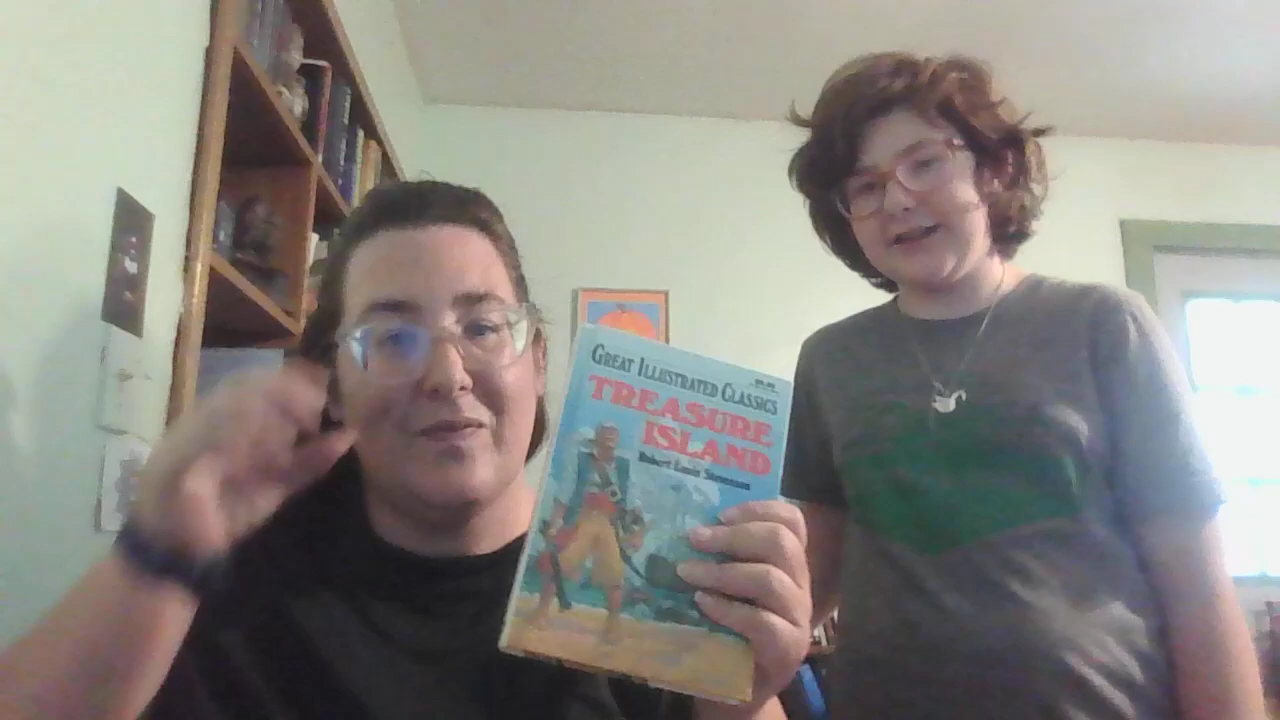 GREAT ILLUSTRATED CLASSICS
TREASURE
ISLAND
Robert Louis Stevenson